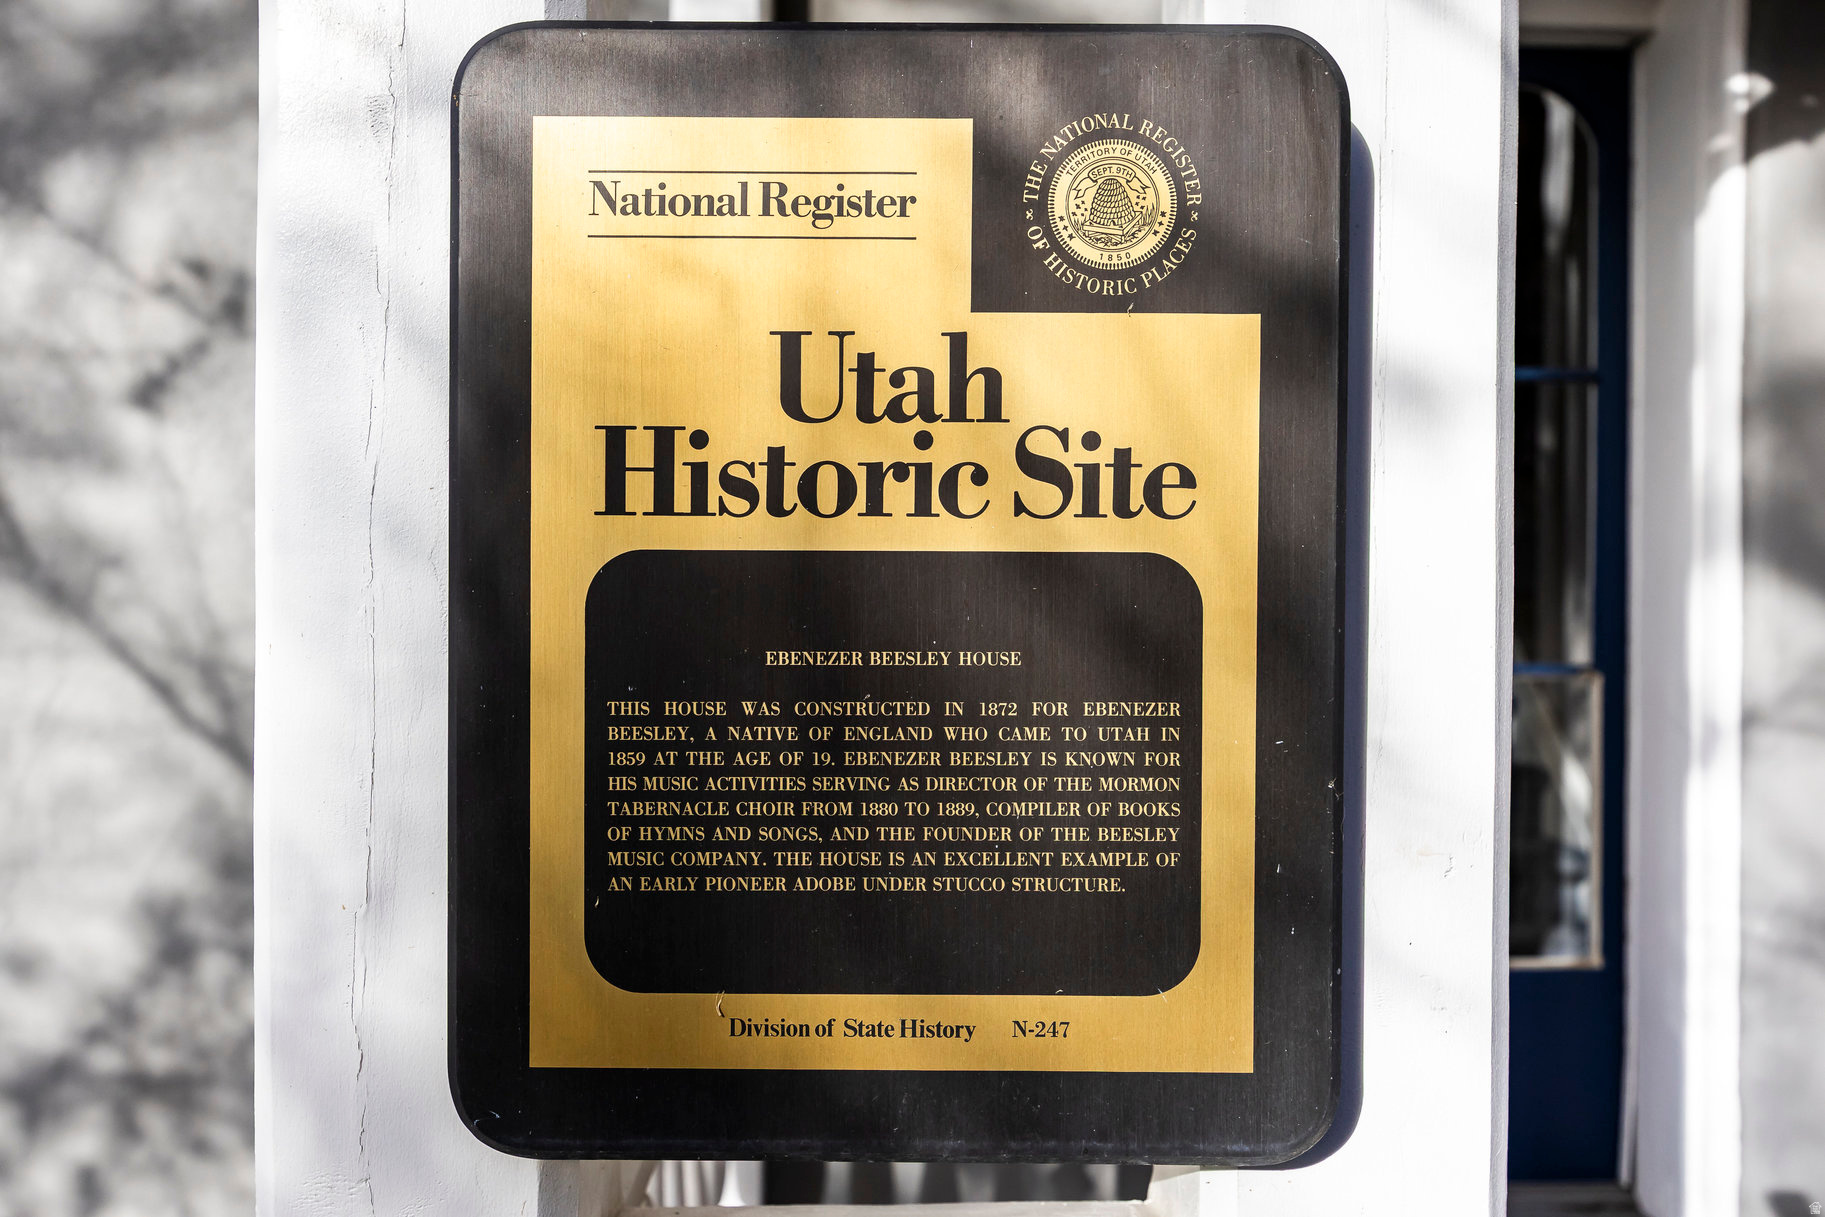 National Register
THE NATIONAL REGISTER
OF HISTORIC PLACES
TERRITORY OF UTAH
SEPT. 9TH
1850
Utah
Historic Site
EBENEZER BEESLEY HOUSE
THIS HOUSE WAS CONSTRUCTED IN 1872 FOR EBENEZER
BEESLEY, A NATIVE OF ENGLAND WHO CAME TO UTAH IN
1859 AT THE AGE OF 19. EBENEZER BEESLEY IS KNOWN FOR
HIS MUSIC ACTIVITIES SERVING AS DIRECTOR OF THE MORMON
TABERNACLE CHOIR FROM 1880 TO 1889, COMPILER OF BOOKS
OF HYMNS AND SONGS, AND THE FOUNDER OF THE BEESLEY
MUSIC COMPANY. THE HOUSE IS AN EXCELLENT EXAMPLE OF
AN EARLY PIONEER ADOBE UNDER STUCCO STRUCTURE.
Division of State History N-247